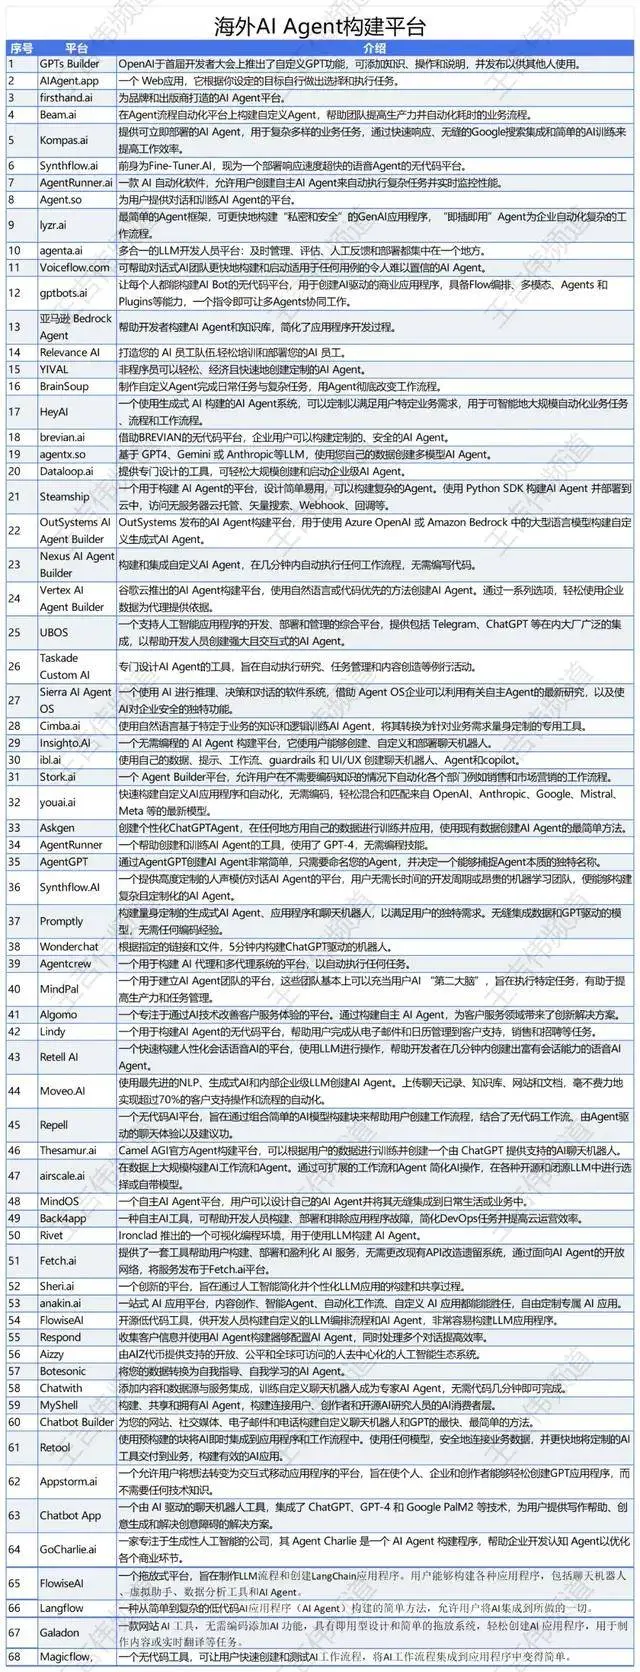 海外AI Agent构建平台
序号 平台 介绍
1 GPTs Builder OpenAI于首届开发者大会上推出了自定义GPT功能，可添加知识、操作和说明，并发布以供其他人使用。
2 AIAgent.app 一个 Web应用，它根据你设定的目标自行做出选择和执行任务。
3 firsthand.ai 为品牌和出版商打造的AI Agent平台。
4 Beam.ai 在Agent流程自动化平台上构建自定义Agent，帮助团队提高生产力并自动化耗时的业务流程。
5 Kompas.ai 提供可立即部署的AI Agent，用于复杂多样的业务任务，通过快速响应、无缝的Google搜索集成和简单的AI训练来
提高工作效率。
6 Synthflow.ai 前身为Fine-Tuner.AI，现为一个部署响应速度超快的语音Agent的无代码平台。
7 AgentRunner.ai 一款 AI 自动化软件，允许用户创建自主AI Agent来自动执行复杂任务并实时监控性能。
8 Agent.so 为用户提供对话和训练AI Agent的平台。
9 lyzr.ai 最简单的Agent框架，可更快地构建“私密和安全”的GenAI应用程序，“即插即用”Agent为企业自动化复杂的工
作流程。
10 agenta.ai 多合一的LLM开发人员平台：及时管理、评估、人工反馈和部署都集中在一个地方。
11 Voiceflow.com 可帮助对话式AI团队更快地构建和启动适用于任何用例的令人难以置信的AI Agent。
12 gptbots.ai 让每个人都能构建AI Bot的无代码平台，用于创建AI驱动的商业应用程序，具备Flow编排、多模态、Agents 和
Plugins等能力，一个指令即可让多Agents协同工作。
13 亚马逊 Bedrock
Agent 帮助开发者构建AI Agent和知识库，简化了应用程序开发过程。
14 Relevance AI 打造您的 AI 员工队伍.轻松培训和部署您的AI 员工。
15 YIVAL 非程序员可以轻松、经济且快速地创建定制的AI Agent。
16 BrainSoup 制作自定义Agent完成日常任务与复杂任务，用Agent彻底改变工作流程。
17 HeyAI 一个使用生成式 AI 构建的AI Agent系统，可以定制以满足用户特定业务需求，用于可智能地大规模自动化业务任务
、流程和工作流程。
18 brevian.ai 借助BREVIAN的无代码平台，企业用户可以构建定制的、安全的AI Agent。
19 agentx.so 基于 GPT4、Gemini 或 Anthropic等LLM，使用您自己的数据创建多模型AI Agent。
20 Dataloop.ai 提供专门设计的工具，可轻松大规模创建和启动企业级AI Agent。
21 Steamship 一个用于构建 AI Agent的平台，设计简单易用，可以构建复杂的Agent。使用 Python SDK 构建AI Agent 并部署到
云中，访问无服务器云托管、矢量搜索、Webhook、回调等。
22 OutSystems AI
Agent Builder OutSystems 发布的AI Agent构建平台，用于使用 Azure OpenAI 或 Amazon Bedrock 中的大型语言模型构建自定
义生成式AI Agent。
23 Nexus AI Agent
Builder 构建和集成自定义AI Agent，在几分钟内自动执行任何工作流程，无需编写代码。
24 Vertex AI
Agent Builder 谷歌云推出的AI Agent构建平台，使用自然语言或代码优先的方法创建AI Agent。通过一系列选项，轻松使用企业
数据为代理提供依据。
25 UBOS 一个支持人工智能应用程序的开发、部署和管理的综合平台，提供包括 Telegram、ChatGPT 等在内大厂广泛的集
成，以帮助开发人员创建强大且交互式的AI Agent。
26 Taskade
Custom AI 专门设计AI Agent的工具，旨在自动执行研究、任务管理和内容创造等例行活动。
27 Sierra AI Agent
OS 一个使用 AI 进行推理、决策和对话的软件系统，借助 Agent OS企业可以利用有关自主Agent的最新研究，以及使
AI对企业安全的独特功能。
28 Cimba.ai 使用自然语言基于特定于业务的知识和逻辑训练AI Agent，将其转换为针对业务需求量身定制的专用工具。
29 Insighto.AI 一个无需编程的 AI Agent 构建平台，它使用户能够创建、自定义和部署聊天机器人。
30 ibl.ai 使用自己的数据、提示、工作流、guardrails 和 UI/UX 创建聊天机器人、Agent和copilot。
31 Stork.ai 一个 Agent Builder平台，允许用户在不需要编码知识的情况下自动化各个部门例如销售和市场营销的工作流程。
32 youai.ai 快速构建自定义AI应用程序和自动化，无需编码，轻松混合和匹配来自 OpenAI、Anthropic、Google、Mistral、
Meta 等的最新模型。
33 Askgen 创建个性化ChatGPTAgent，在任何地方用自己的数据进行训练并应用，使用现有数据创建AI Agent的最简单方法。
34 AgentRunner 一个帮助创建和训练AI Agent的工具，使用了 GPT-4，无需编程技能。
35 AgentGPT 通过AgentGPT创建AI Agent非常简单，只需要命名您的Agent，并决定一个能够捕捉Agent本质的独特名称。
36 Synthflow.AI 一个提供高度定制的人声模仿对话AI Agent的平台，用户无需长时间的开发周期或昂贵的机器学习团队，便能够构建
复杂且定制化的AI Agent。
37 Promptly 构建量身定制的生成式AI Agent、应用程序和聊天机器人，以满足用户的独特需求。无缝集成数据和GPT驱动的模
型，无需任何编码经验。
38 Wonderchat 根据指定的链接和文件，5分钟内构建ChatGPT驱动的机器人。
39 Agentcrew 一个用于构建 AI 代理和多代理系统的平台，以自动执行任何任务。
40 MindPal 一个用于建立AI Agent团队的平台，这些团队基本上可以充当用户AI “第二大脑”，旨在执行特定任务，有助于提
高生产力和任务管理。
41 Algomo 一个专注于通过AI技术改善客户服务体验的平台。通过构建自主 AI Agent，为客户服务领域带来了创新解决方案。
42 Lindy 一个用于构建AI Agent的无代码平台，帮助用户完成从电子邮件和日历管理到客户支持，销售和招聘等任务。
43 Retell AI 一个快速构建人性化会话语音AI的平台，使用LLM进行操作，帮助开发者在几分钟内创建出富有会话能力的语音AI
Agent。
44 Moveo.AI 使用最先进的NLP、生成式AI和内部企业级LLM创建AI Agent。上传聊天记录、知识库、网站和文档，毫不费力地
实现超过70%的客户支持操作和流程的自动化。
45 Repell 一个无代码AI平台，旨在通过组合简单的AI模型构建块来帮助用户创建工作流程，结合了无代码工作流、由Agent驱
动的聊天体验以及建议功。
46 Thesamur.ai Camel AGI官方Agent构建平台，可以根据用户的数据进行训练并创建一个由 ChatGPT 提供支持的AI聊天机器人。
47 airscale.ai 在数据上大规模构建AI工作流和Agent。通过可扩展的工作流和Agent 简化AI操作，在各种开源和闭源LLM中进行选
择或自带模型。
48 MindOS 一个自主AI Agent平台，用户可以设计自己的AI Agent并将其无缝集成到日常生活或业务中。
49 Back4app 一种自主AI工具，可帮助开发人员构建、部署和排除应用程序故障，简化DevOps任务并提高云运营效率。
50 Rivet Ironclad 推出的一个可视化编程环境，用于使用LLM构建AI Agent。
51 Fetch.ai 提供了一套工具帮助用户构建、部署和盈利化 AI 服务，无需更改现有API改造遗留系统，通过面向AI Agent的开放
网络，将服务发布于Fetch.ai平台。
52 Sheri.ai 一个创新的平台，旨在通过人工智能简化并个性化LLM应用的构建和共享过程。
53 anakin.ai 一站式 AI 应用平台，内容创作、智能Agent、自动化工作流、自定义 AI 应用都能能胜任，自由定制专属 AI 应用。
54 FlowiseAI 开源低代码工具，供开发人员构建自定义的LLM编排流程和AI Agent，非常容易构建LLM应用程序。
55 Respond 收集客户信息并使用AI Agent构建器够配置AI Agent，同时处理多个对话提高效率。
56 Aizzy 由AIZ代币提供支持的开放、公平和全球可访问的人去中心化的人工智能生态系统。
57 Botesonic 将您的数据转换为自我指导、自我学习的AI Agent。
58 Chatwith 添加内容和数据源与服务集成，训练自定义聊天机器人成为专家AI Agent，无需代码几分钟即可完成。
59 MyShell 构建、共享和拥有AI Agent，构建连接用户、创作者和开源AI研究人员的AI消费者层。
60 Chatbot Builder 为您的网站、社交媒体、电子邮件和电话构建自定义聊天机器人和GPT的最快、最简单的方法。
61 Retool 使用预构建的块将AI即时集成到应用程序和工作流程中。使用任何模型，安全地连接业务数据，并更快地将定制的AI
工具交付到业务，构建有效的AI应用。
62 Appstorm.ai 一个允许用户将想法转变为交互式移动应用程序的平台，旨在使个人、企业和创作者能够轻松创建GPT应用程序，而
不需要任何技术知识。
63 Chatbot App 一个由 AI 驱动的聊天机器人工具，集成了 ChatGPT、GPT-4 和 Google PalM2 等技术，为用户提供写作帮助、创
意生成和解决创意障碍的解决方案。
64 GoCharlie.ai 一家专注于生成性人工智能的公司，其 Agent Charlie 是一个 AI Agent 构建程序，帮助企业开发认知 Agent以优化
各个商业环节。
65 FlowiseAI 一个拖放式平台，旨在制作LLM流程和创建LangChain应用程序。用户能够构建各种应用程序，包括聊天机器人
、虚拟助手、数据分析工具和AI Agent。
66 Langflow 一种从简单到复杂的低代码AI应用程序（AI Agent）构建的简单方法，允许用户将AI集成到所做的一切。
67 Galadon 一款网站 AI 工具，无需编码添加AI 功能，具有即用型设计和简单的拖放系统，轻松创建AI 应用程序，用于制
作内容或实时翻译等任务。
68 Magicflow, 一个无代码工具，可让用户快速创建和测试AI工作流程，将AI工作流程集成到应用程序中变得简单。
王吉伟频道